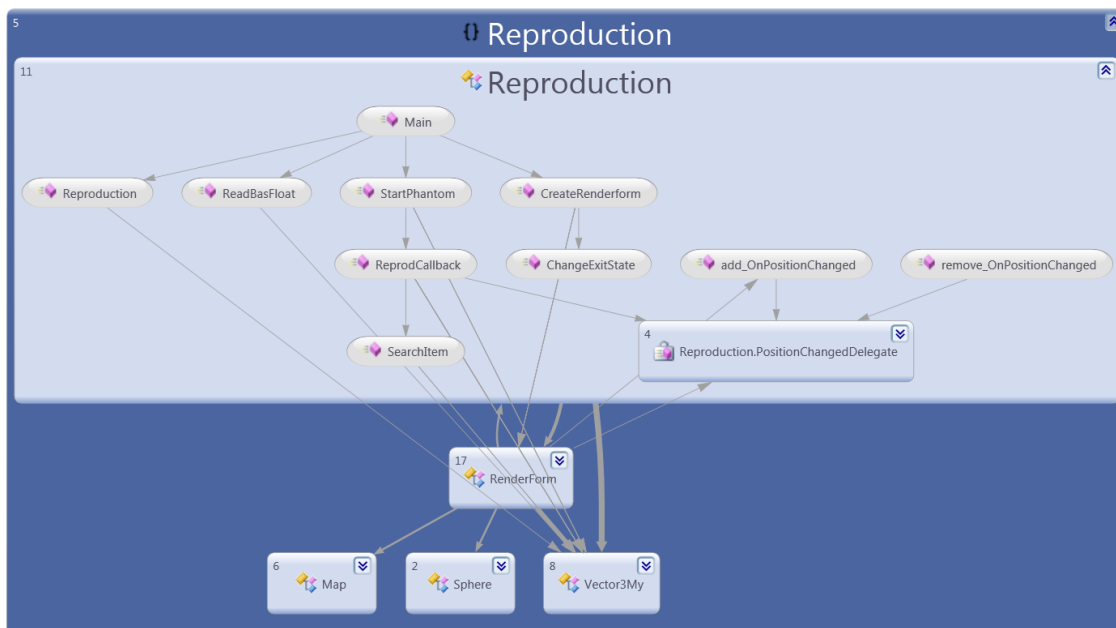 5
{} Reproduction
11
Reproduction
Main
Reproduction
ReadBasFloat
StartPhantom
CreateRenderform
ReprodCallback
ChangeExitState
add_OnPositionChanged
remove_OnPositionChanged
4
Reproduction.PositionChangedDelegate
SearchItem
17
RenderForm
6
Map
2
Sphere
8
Vector3My